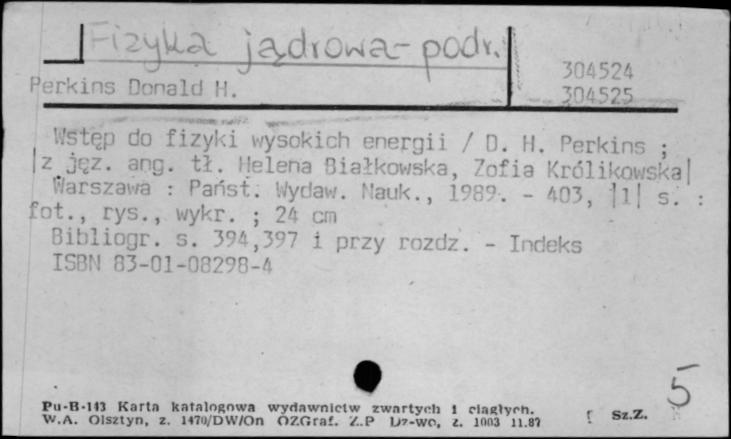 Fizyka jądrowa - podr.
304524
Perkins Donald H.
304525
Wstęp do fizyki wysokich energii / D. H. Perkins ;
|z jęz. ang. tł. Helena Białkowska, Zofia Królikowska|
Warszawa : Państ. Wydaw. Nauk., 1989. - 403, |1| s. :
fot., rys., wykr. ; 24 cm
Bibliogr. s. 394,397 i przy rozdz. - Indeks
ISBN 83-01-08298-4
5
Pu-B-143 Karta katalogowa wydawnictw zwartych i ciągłych.
W.A. Olsztyn, z. 1470/DW/On OZGraf. Z.P Dz-wo, z. 1003 11.87
Sz.Z.